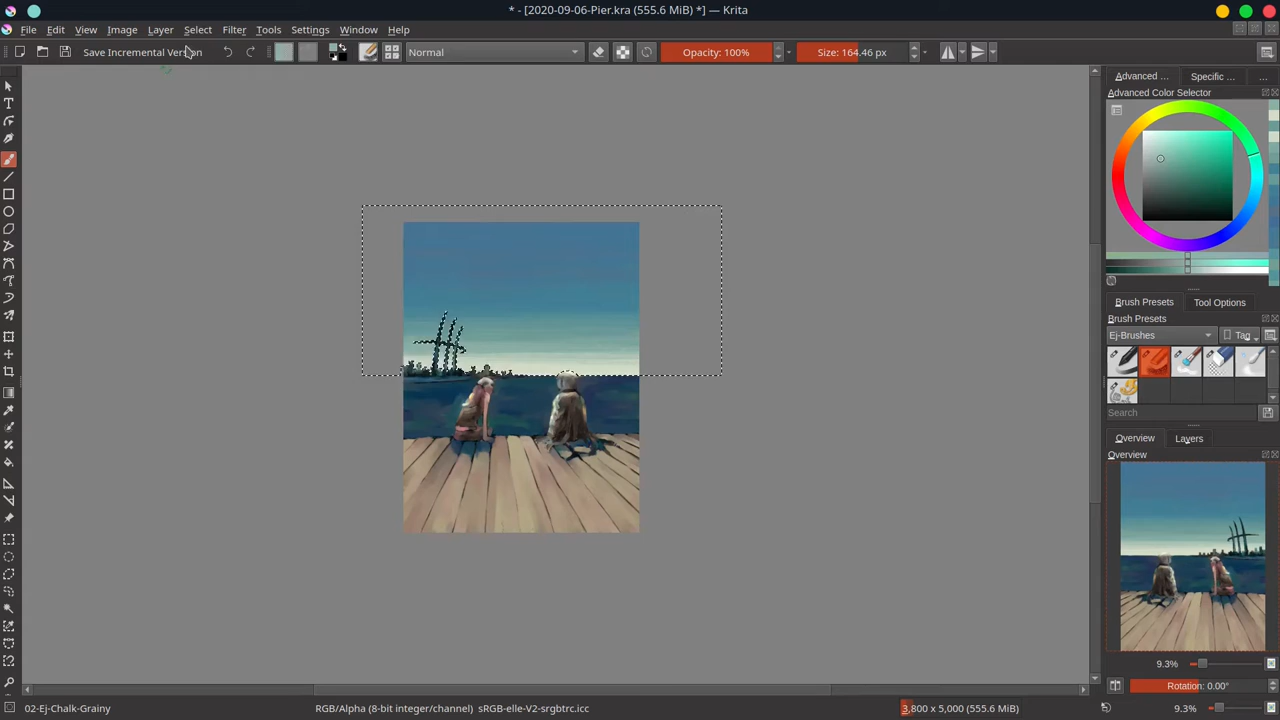 * - [2020-09-06-Pier.kra (555.6 MiB) *] — Krita
File Edit View Image Layer Select Filter Tools Settings Window Help
Save Incremental Version Normal Opacity: 100% Size: 164.46 px
Advanced ... Specific ... ...
Advanced Color Selector
Brush Presets Tool Options
Brush Presets
Ej-Brushes Tag
Search
Overview Layers
Overview
9.3%
Rotation: 0.00°
02-Ej-Chalk-Grainy RGB/Alpha (8-bit integer/channel) sRGB-elle-V2-srgbtrc.icc 3,800 x 5,000 (555.6 MiB) 9.3%